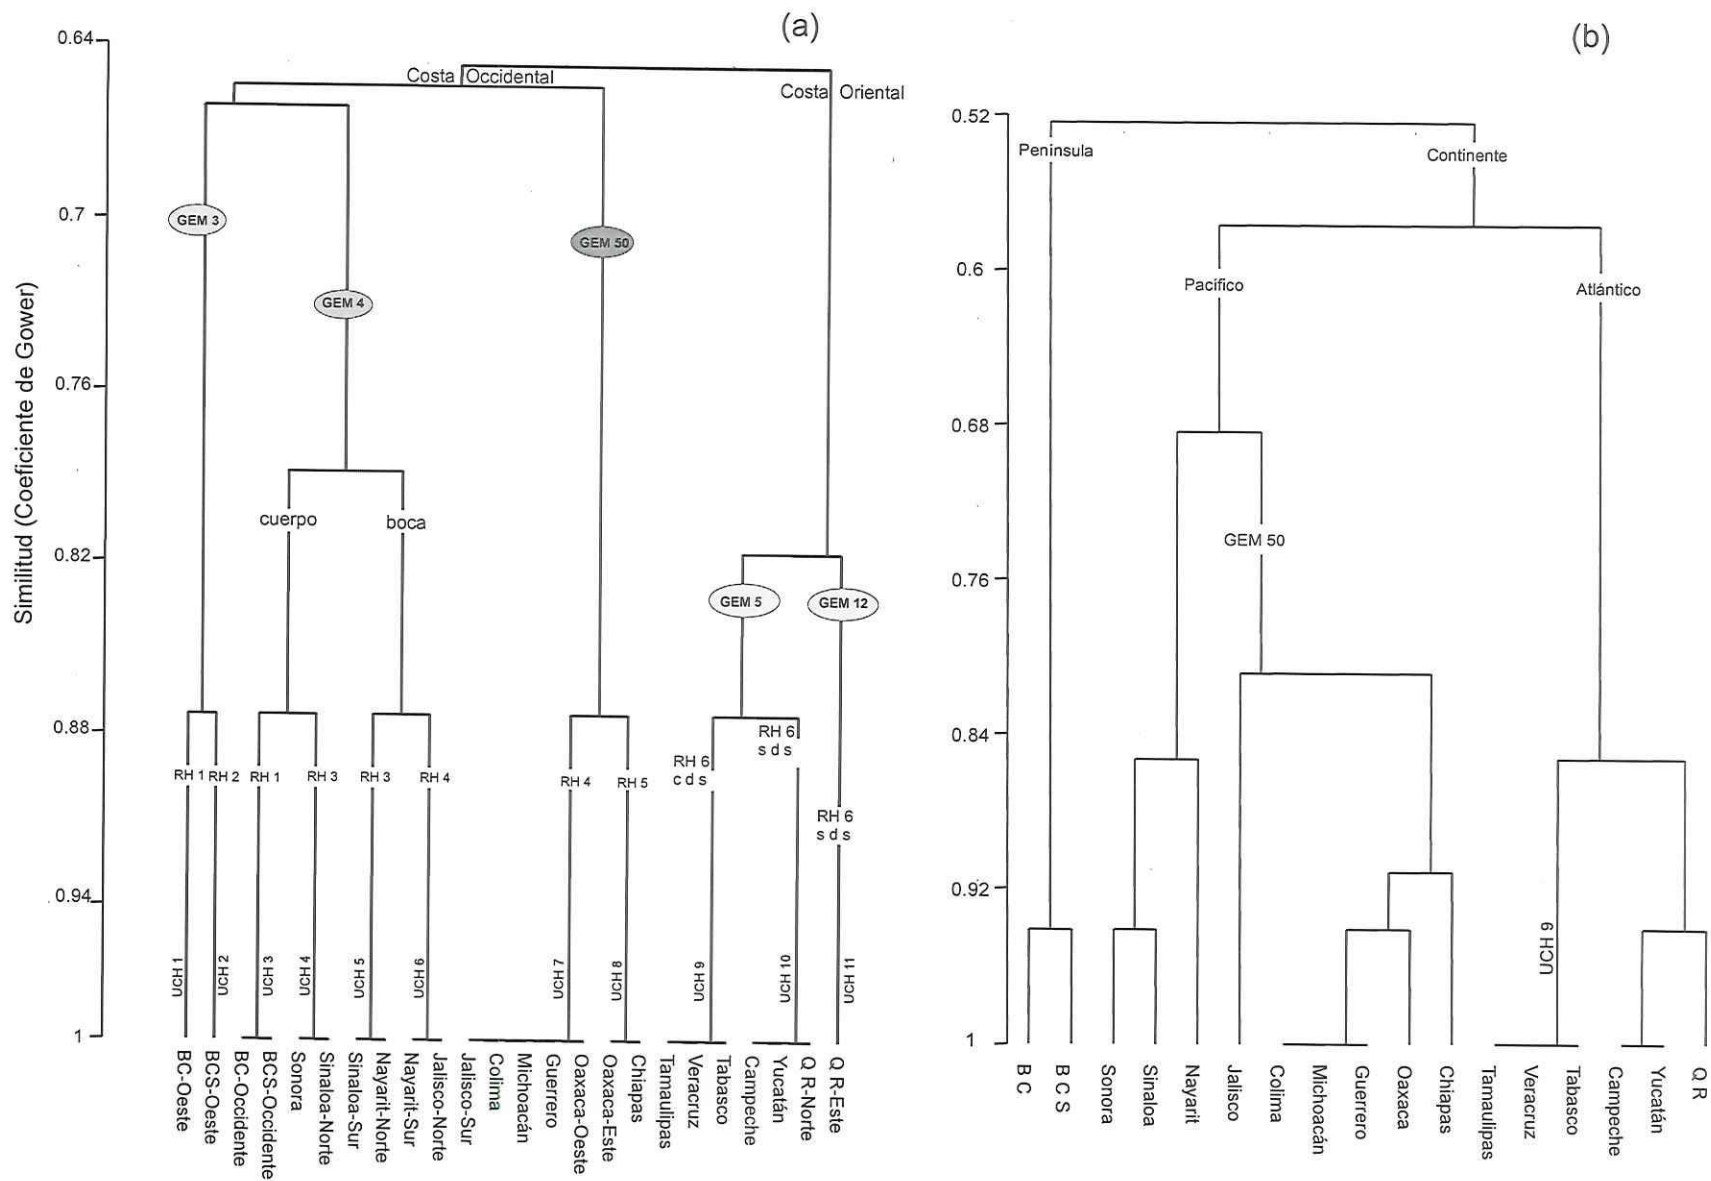 (a)
0.64
Costa Occidental
Costa Oriental
GEM 3
0.7
GEM 50
GEM 4
Similitud (Coeficiente de Gower)
0.76
cuerpo
boca
0.82
GEM 5
GEM 12
0.88
RH 1
RH 2
RH 1
RH 3
RH 3
RH 4
RH 4
RH 5
RH 6
c d s
RH 6
s d s
RH 6
s d s
0.94
UCH 1
UCH 2
UCH 3
UCH 4
UCH 5
UCH 6
UCH 7
UCH 8
UCH 9
UCH 10
UCH 11
1
BC-Oeste
BCS-Oeste
BC-Occidente
BCS-Occidente
Sonora
Sinaloa-Norte
Sinaloa-Sur
Nayarit-Norte
Nayarit-Sur
Jalisco-Norte
Jalisco-Sur
Colima
Michoacán
Guerrero
Oaxaca-Oeste
Oaxaca-Este
Chiapas
Tamaulipas
Veracruz
Tabasco
Campeche
Yucatán
Q R-Norte
Q R-Este
(b)
0.52
Península
Continente
0.6
Pacífico
Atlántico
0.68
GEM 50
0.76
0.84
0.92
UCH 9
1
B C
B C S
Sonora
Sinaloa
Nayarit
Jalisco
Colima
Michoacán
Guerrero
Oaxaca
Chiapas
Tamaulipas
Veracruz
Tabasco
Campeche
Yucatán
Q R